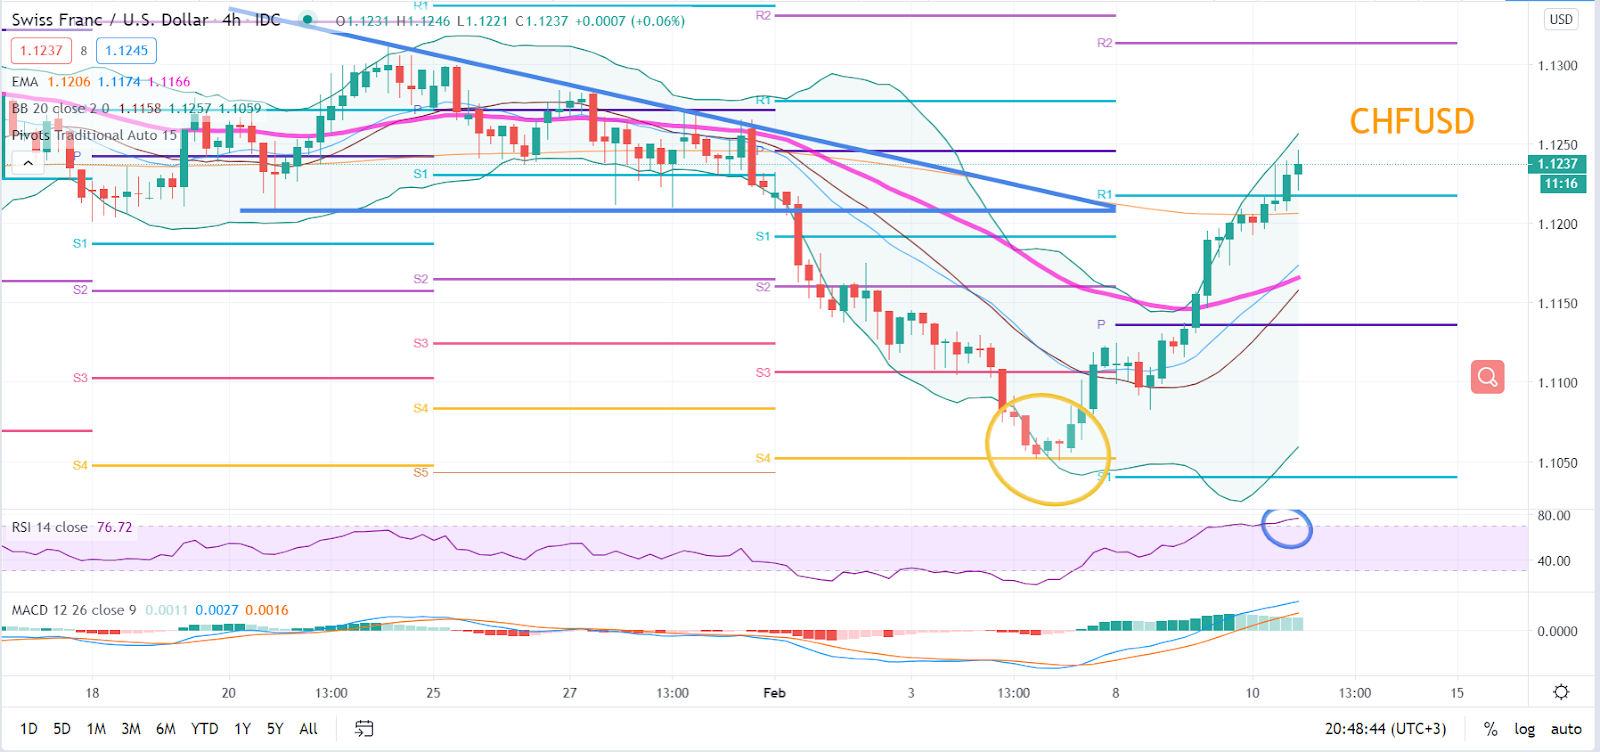 Swiss Franc / U.S. Dollar · 4h · IDC O1.1231 H1.1246 L1.1221 C1.1237 +0.0007 (+0.06%)
USD
1.1237 8 1.1245
EMA 1.1206 1.1174 1.1166
BB 20 close 2 0 1.1158 1.1257 1.1059
Pivots Traditional Auto 15
CHFUSD
R1
R2
R2
R1
P
P
P
S1
R1
S1
S1
S2
S2
S2
P
S3
S3
S3
S4
S4
S4
S5
S1
1.1300
1.1250
1.1237
11:16
1.1200
1.1150
1.1100
1.1050
RSI 14 close 76.72
80.00
40.00
MACD 12 26 close 9 0.0011 0.0027 0.0016
0.0000
18 20 13:00 25 27 13:00 Feb 3 13:00 8 10 13:00 15
1D 5D 1M 3M 6M YTD 1Y 5Y All 20:48:44 (UTC+3) % log auto